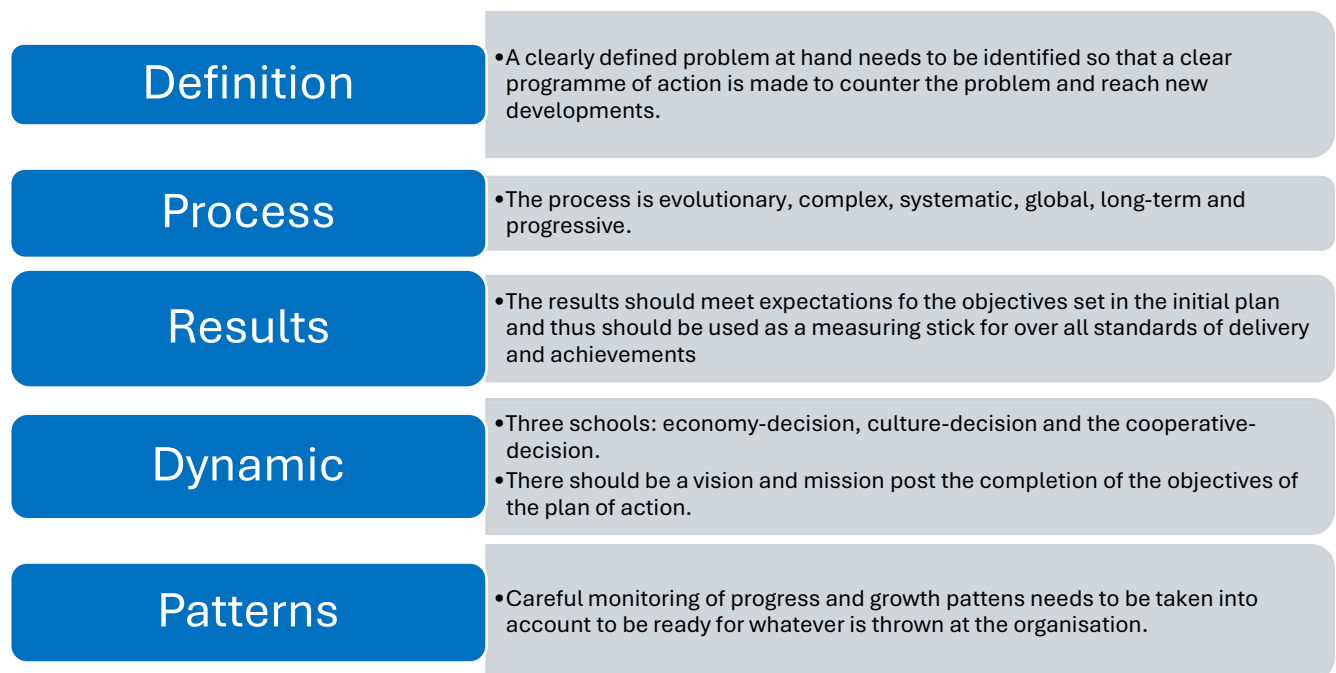 Definition
•A clearly defined problem at hand needs to be identified so that a clear
programme of action is made to counter the problem and reach new
developments.
Process
•The process is evolutionary, complex, systematic, global, long-term and
progressive.
Results
•The results should meet expectations fo the objectives set in the initial plan
and thus should be used as a measuring stick for over all standards of delivery
and achievements
Dynamic
•Three schools: economy-decision, culture-decision and the cooperative-
decision.
•There should be a vision and mission post the completion of the objectives of
the plan of action.
Patterns
•Careful monitoring of progress and growth pattens needs to be taken into
account to be ready for whatever is thrown at the organisation.